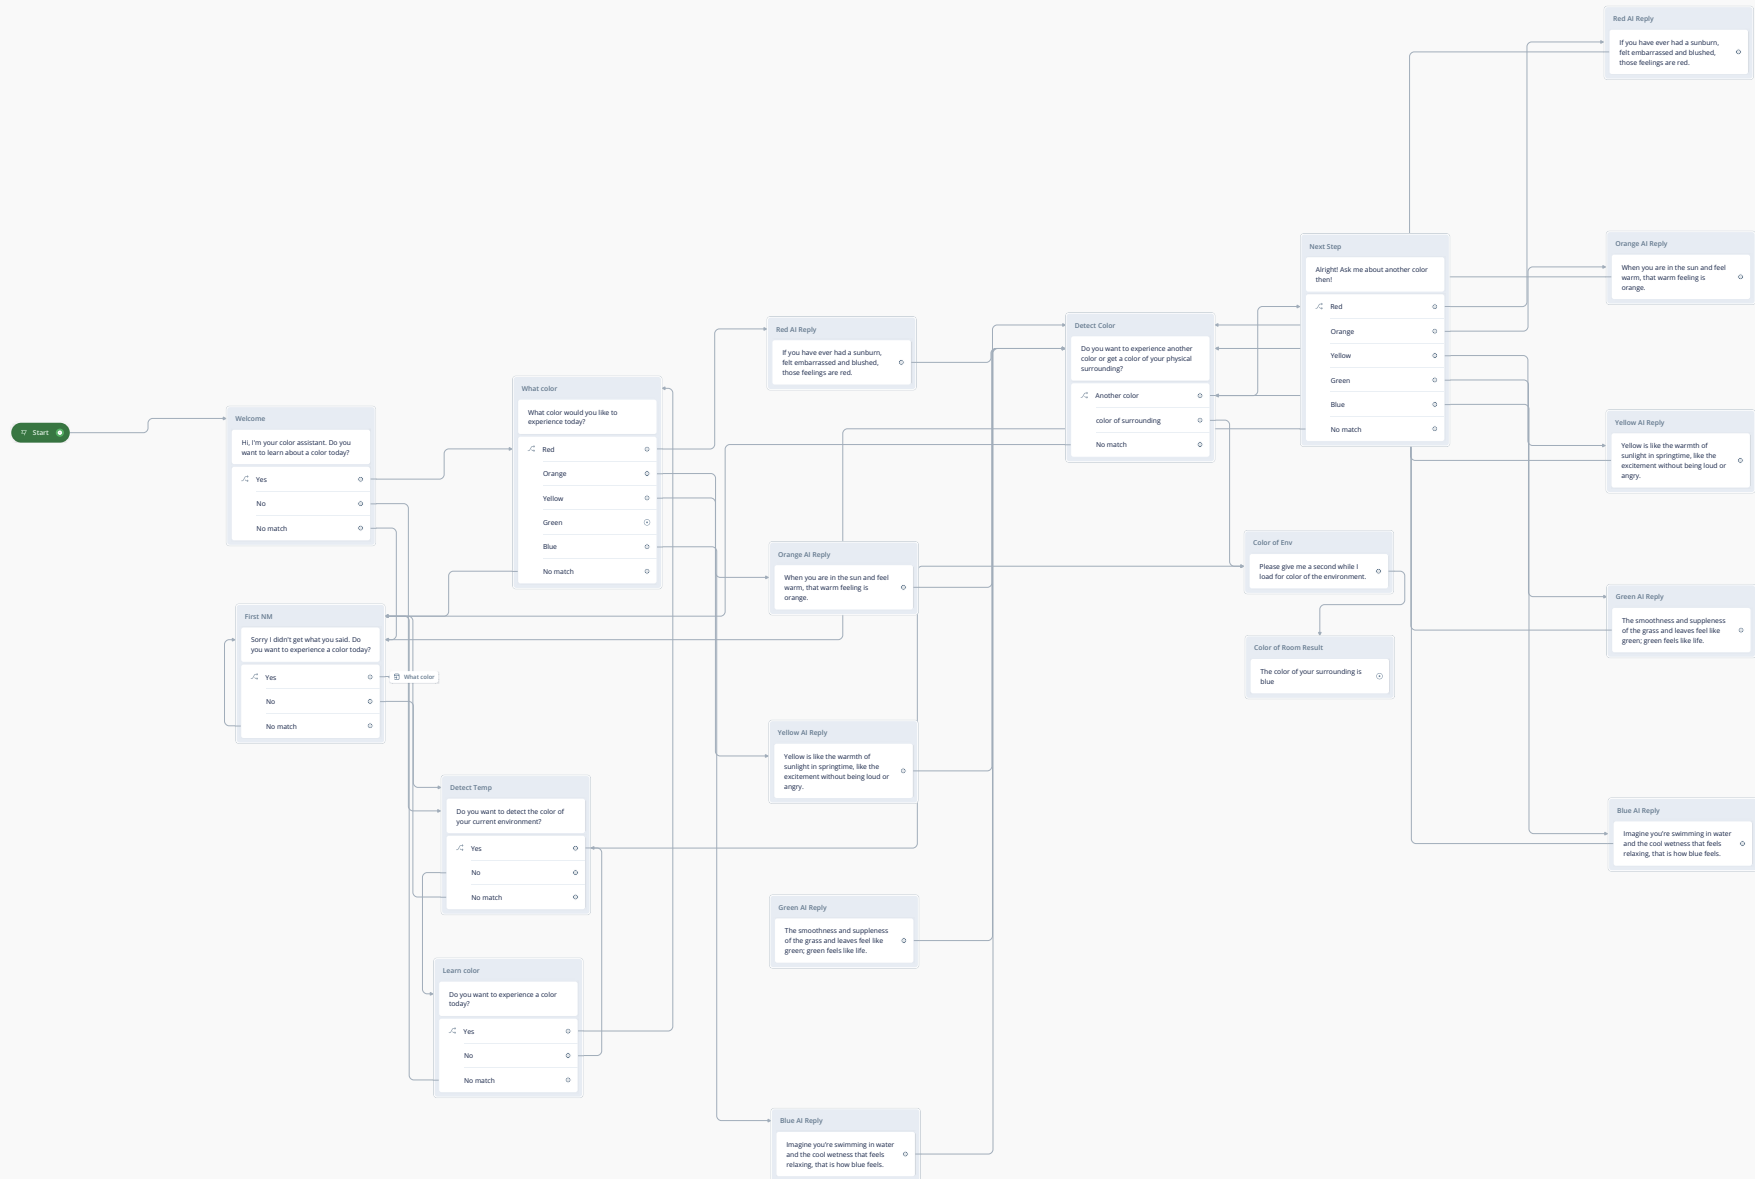 Start
Welcome
Hi, I'm your color assistant. Do you
want to learn about a color today?
Yes
No
No match
First NM
Sorry I didn't get what you said. Do
you want to experience a color today?
Yes
No
No match
What color
What color
What color would you like to
experience today?
Red
Orange
Yellow
Green
Blue
No match
Detect Temp
Do you want to detect the color of
your current environment?
Yes
No
No match
Learn color
Do you want to experience a color
today?
Yes
No
No match
Red AI Reply
If you have ever had a sunburn,
felt embarrassed and blushed,
those feelings are red.
Orange AI Reply
When you are in the sun and feel
warm, that warm feeling is
orange.
Yellow AI Reply
Yellow is like the warmth of
sunlight in springtime, like the
excitement without being loud or
angry.
Green AI Reply
The smoothness and suppleness
of the grass and leaves feel like
green; green feels like life.
Blue AI Reply
Imagine you're swimming in water
and the cool wetness that feels
relaxing, that is how blue feels.
Detect Color
Do you want to experience another
color or get a color of your physical
surrounding?
Another color
color of surrounding
No match
Color of Env
Please give me a second while I
load for color of the environment.
Color of Room Result
The color of your surrounding is
blue
Next Step
Alright! Ask me about another color
then!
Red
Orange
Yellow
Green
Blue
No match
Red AI Reply
If you have ever had a sunburn,
felt embarrassed and blushed,
those feelings are red.
Orange AI Reply
When you are in the sun and feel
warm, that warm feeling is
orange.
Yellow AI Reply
Yellow is like the warmth of
sunlight in springtime, like the
excitement without being loud or
angry.
Green AI Reply
The smoothness and suppleness
of the grass and leaves feel like
green; green feels like life.
Blue AI Reply
Imagine you're swimming in water
and the cool wetness that feels
relaxing, that is how blue feels.